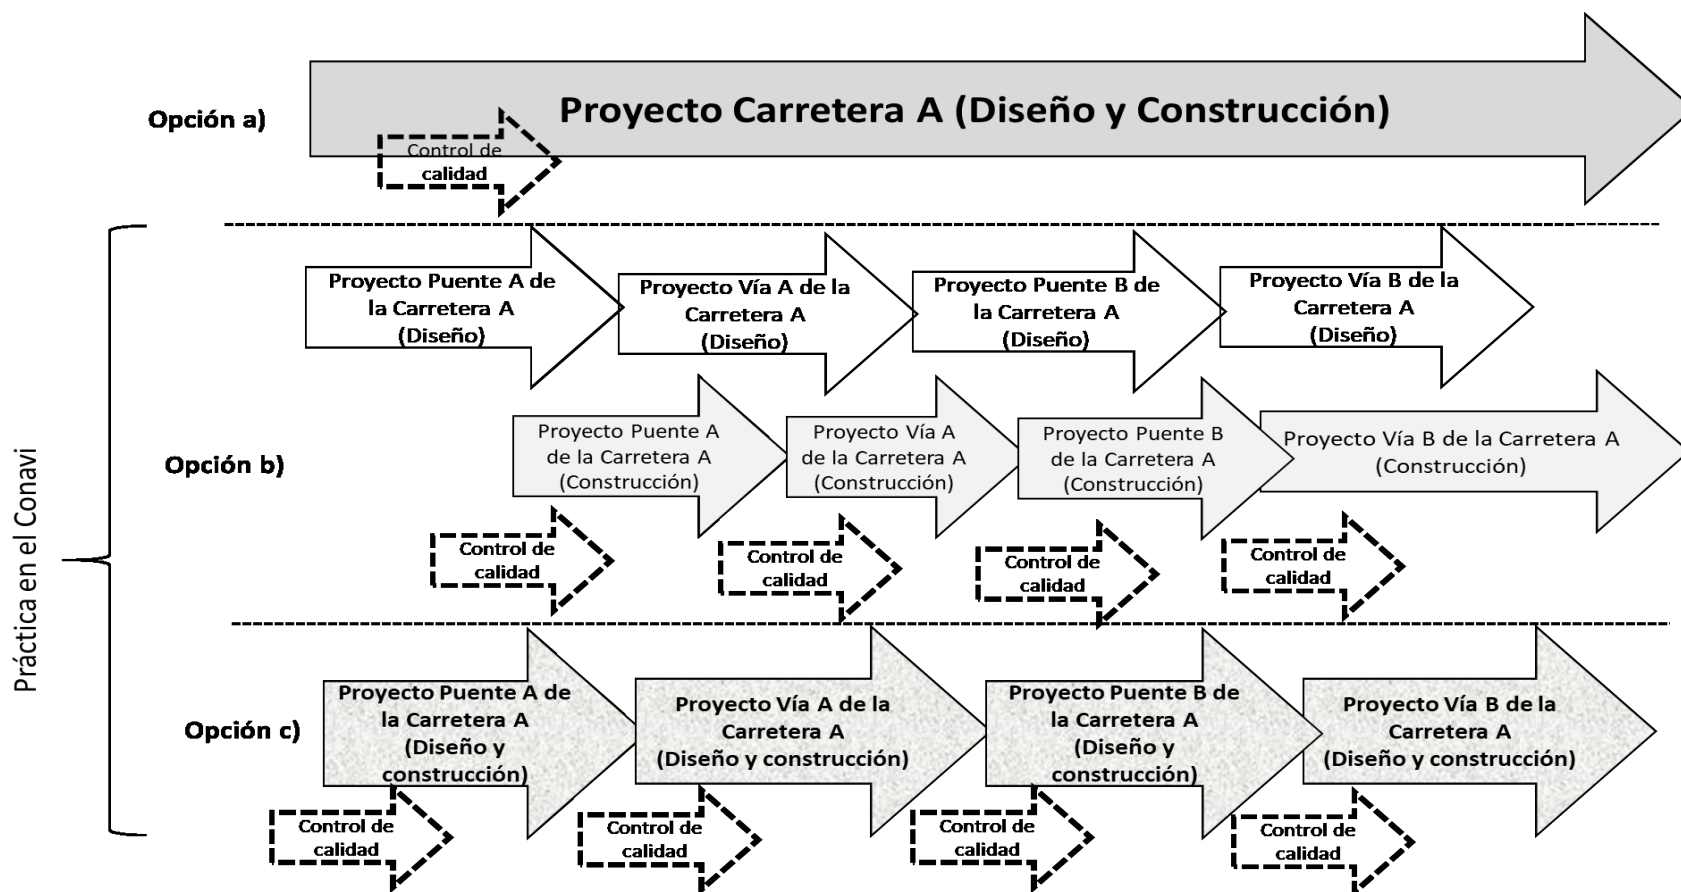 Opción a)
Proyecto Carretera A (Diseño y Construcción)
Control de
calidad
Práctica en el Conavi
Opción b)
Proyecto Puente A de
la Carretera A
(Diseño)
Proyecto Vía A de la
Carretera A
(Diseño)
Proyecto Puente B de
la Carretera A
(Diseño)
Proyecto Vía B de la
Carretera A
(Diseño)
Proyecto Puente A
de la Carretera A
(Construcción)
Proyecto Vía A
de la Carretera A
(Construcción)
Proyecto Puente B
de la Carretera A
(Construcción)
Proyecto Vía B de la Carretera A
(Construcción)
Control de
calidad
Control de
calidad
Control de
calidad
Control de
calidad
Opción c)
Proyecto Puente A de
la Carretera A
(Diseño y
construcción)
Proyecto Vía A de la
Carretera A
(Diseño y construcción)
Proyecto Puente B de
la Carretera A
(Diseño y
construcción)
Proyecto Vía B de la
Carretera A
(Diseño y construcción)
Control de
calidad
Control de
calidad
Control de
calidad
Control de
calidad